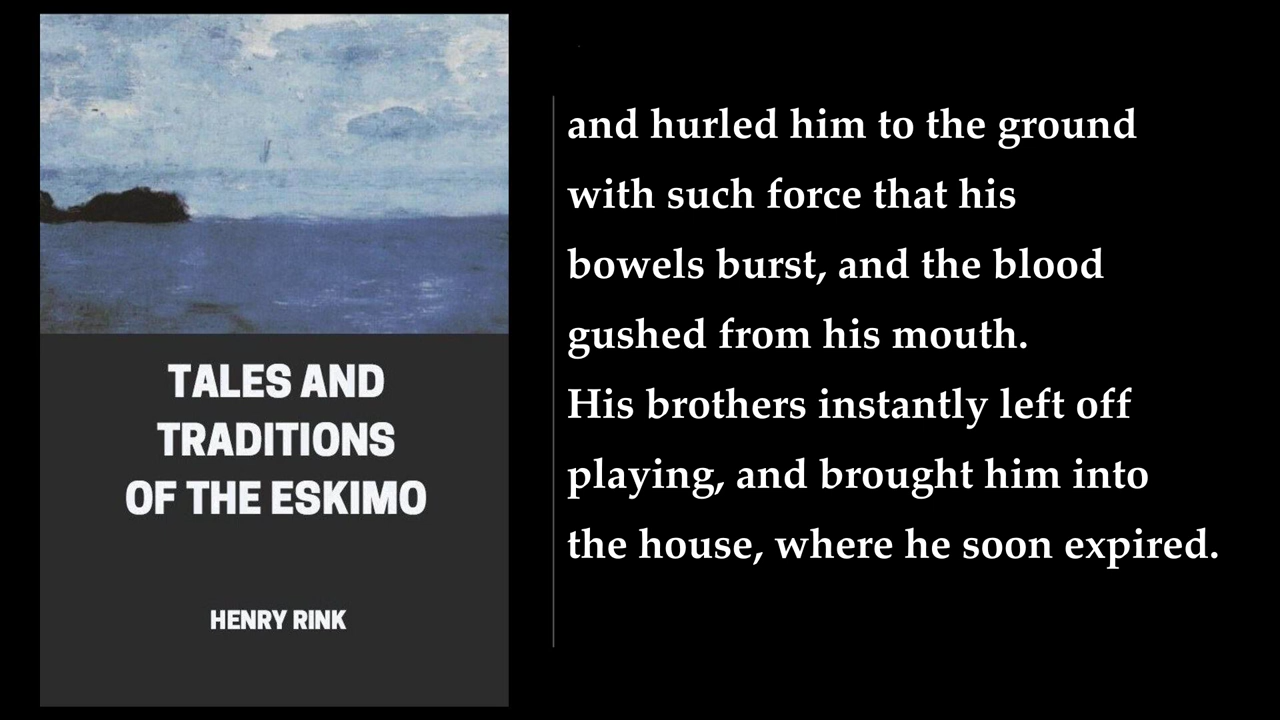 TALES AND
TRADITIONS
OF THE ESKIMO
HENRY RINK
and hurled him to the ground
with such force that his
bowels burst, and the blood
gushed from his mouth.
His brothers instantly left off
playing, and brought him into
the house, where he soon expired.